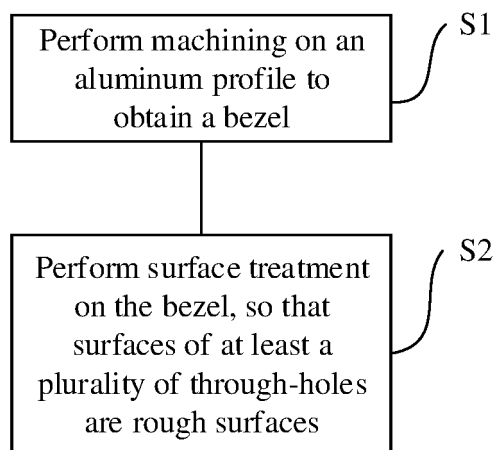 Perform machining on an
aluminum profile to
obtain a bezel
S1
Perform surface treatment
on the bezel, so that
surfaces of at least a
plurality of through-holes
are rough surfaces
S2